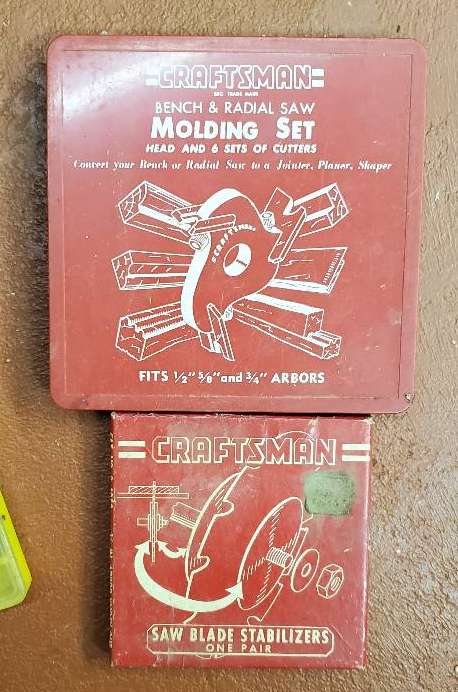 CRAFTSMAN
REG. TRADE MARK
BENCH & RADIAL SAW
MOLDING SET
HEAD AND 6 SETS OF CUTTERS
Convert your Bench or Radial Saw to a Jointer, Planer, Shaper
CRAFTSMAN
FITS 1/2" 5/8" and 3/4" ARBORS
CRAFTSMAN
SAW BLADE STABILIZERS
ONE PAIR